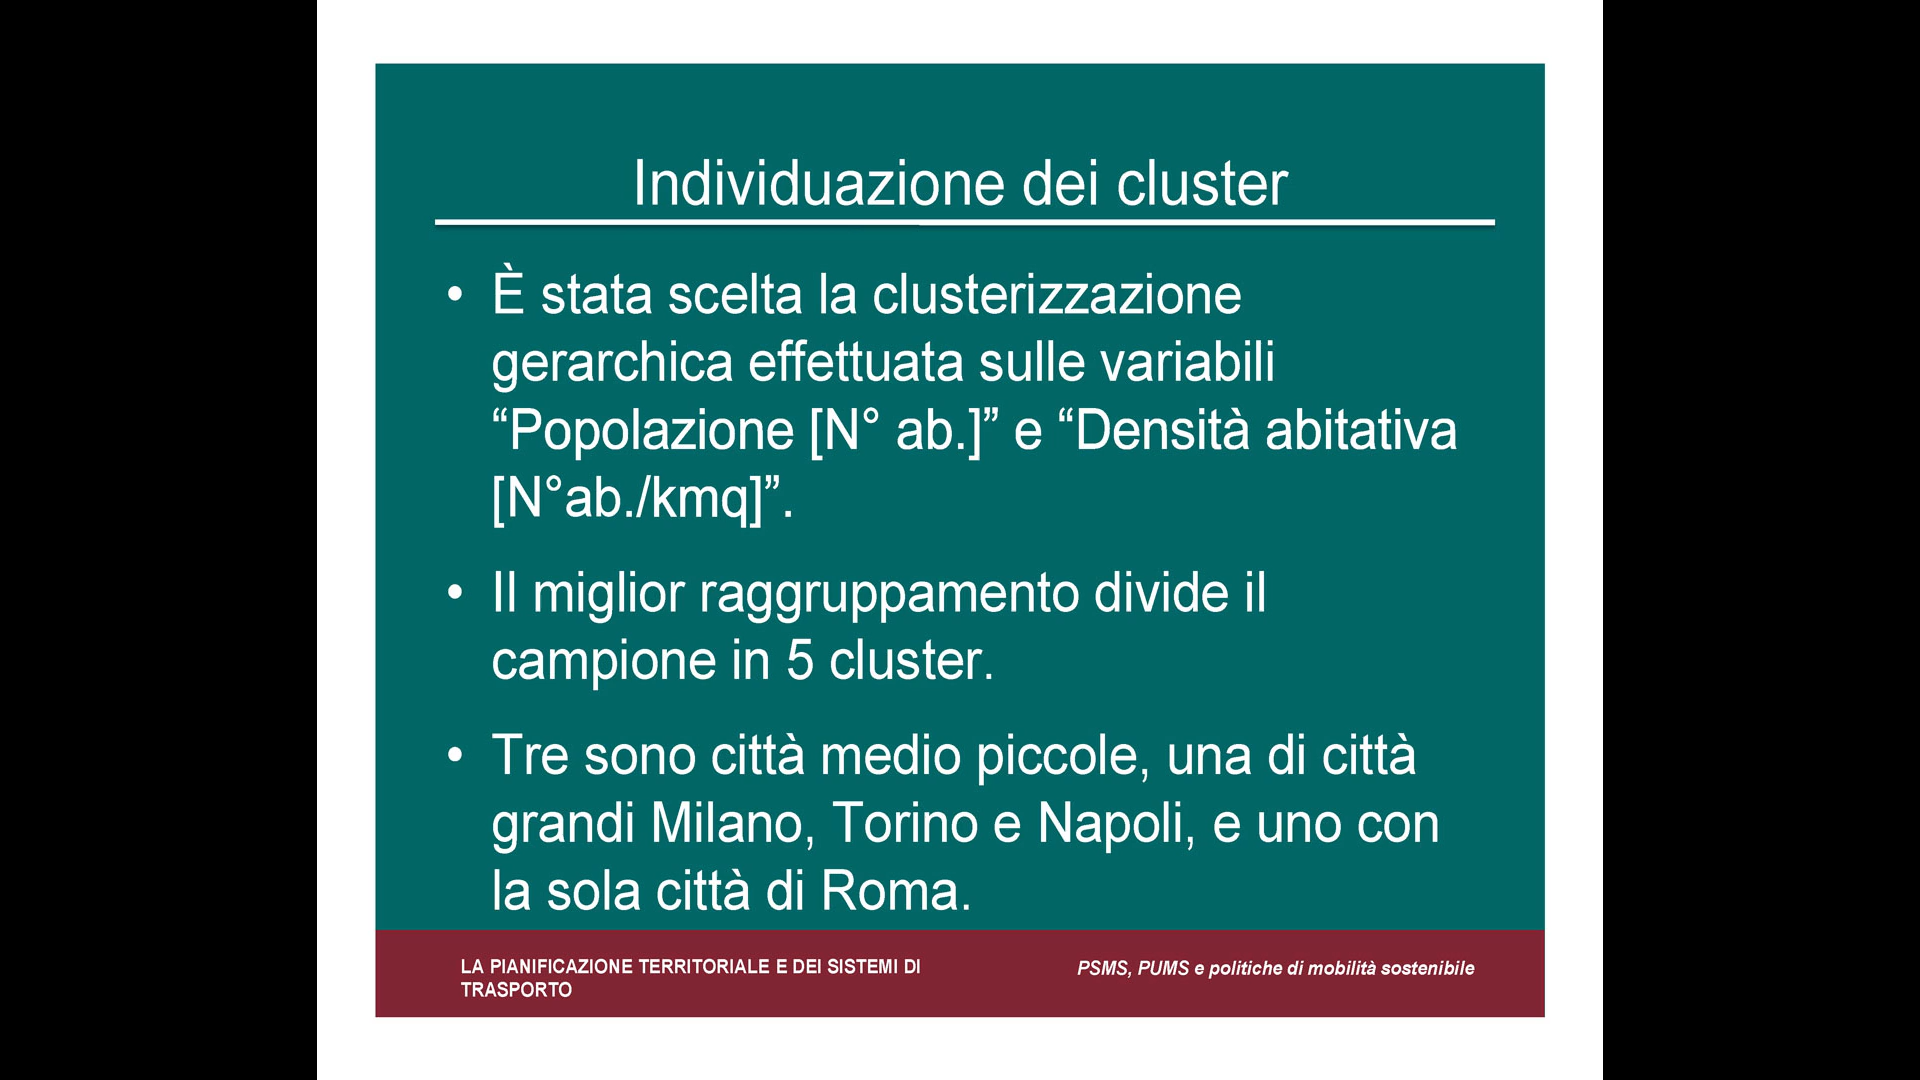 Individuazione dei cluster
• È stata scelta la clusterizzazione
gerarchica effettuata sulle variabili
“Popolazione [N° ab.]” e “Densità abitativa
[N°ab./kmq]”.
• Il miglior raggruppamento divide il
campione in 5 cluster.
• Tre sono città medio piccole, una di città
grandi Milano, Torino e Napoli, e uno con
la sola città di Roma.
LA PIANIFICAZIONE TERRITORIALE E DEI SISTEMI DI
TRASPORTO
PSMS, PUMS e politiche di mobilità sostenibile